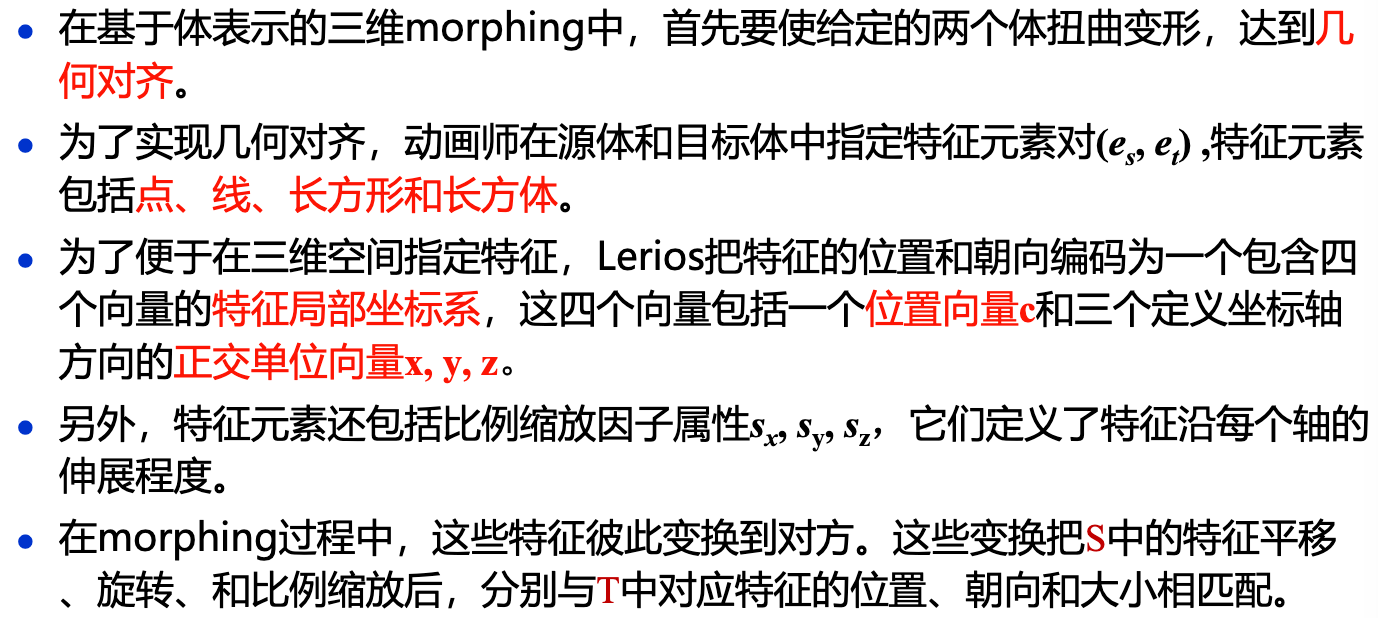 • 在基于体表示的三维morphing中，首先要使给定的两个体扭曲变形，达到几
何对齐。
• 为了实现几何对齐，动画师在源体和目标体中指定特征元素对(es, et) ,特征元素
包括点、线、长方形和长方体。
• 为了便于在三维空间指定特征，Lerios把特征的位置和朝向编码为一个包含四
个向量的特征局部坐标系，这四个向量包括一个位置向量c和三个定义坐标轴
方向的正交单位向量x, y, z。
• 另外，特征元素还包括比例缩放因子属性sx, sy, sz，它们定义了特征沿每个轴的
伸展程度。
• 在morphing过程中，这些特征彼此变换到对方。这些变换把S中的特征平移
、旋转、和比例缩放后，分别与T中对应特征的位置、朝向和大小相匹配。